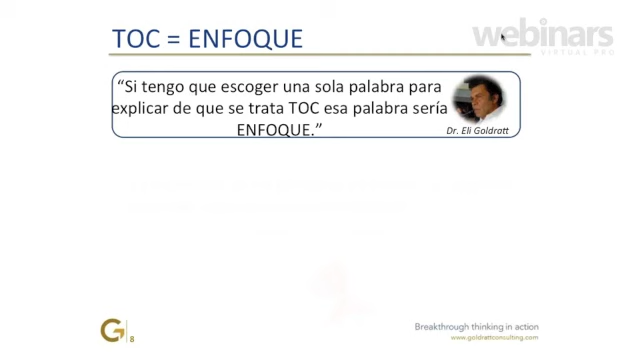 TOC = ENFOQUE
webinars
VIRTUAL PRO
“Si tengo que escoger una sola palabra para
explicar de que se trata TOC esa palabra sería
ENFOQUE.”
Dr. Eli Goldratt
G
8
Breakthrough thinking in action
www.goldrattconsulting.com